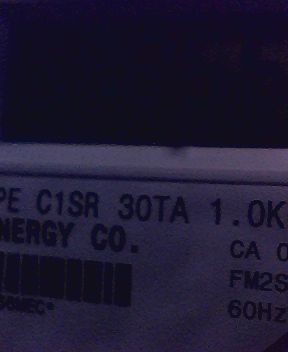 PE C1SR 30TA 1.0K
NERGY CO.
CA 0
FM2S
60Hz